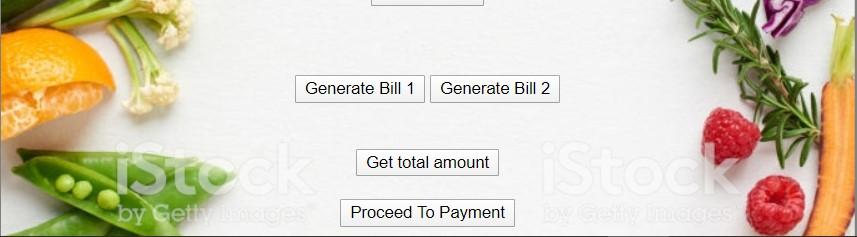 Generate Bill 1 Generate Bill 2
Get total amount
iStock iStock
Proceed To Payment
by Getty Images by Getty Images